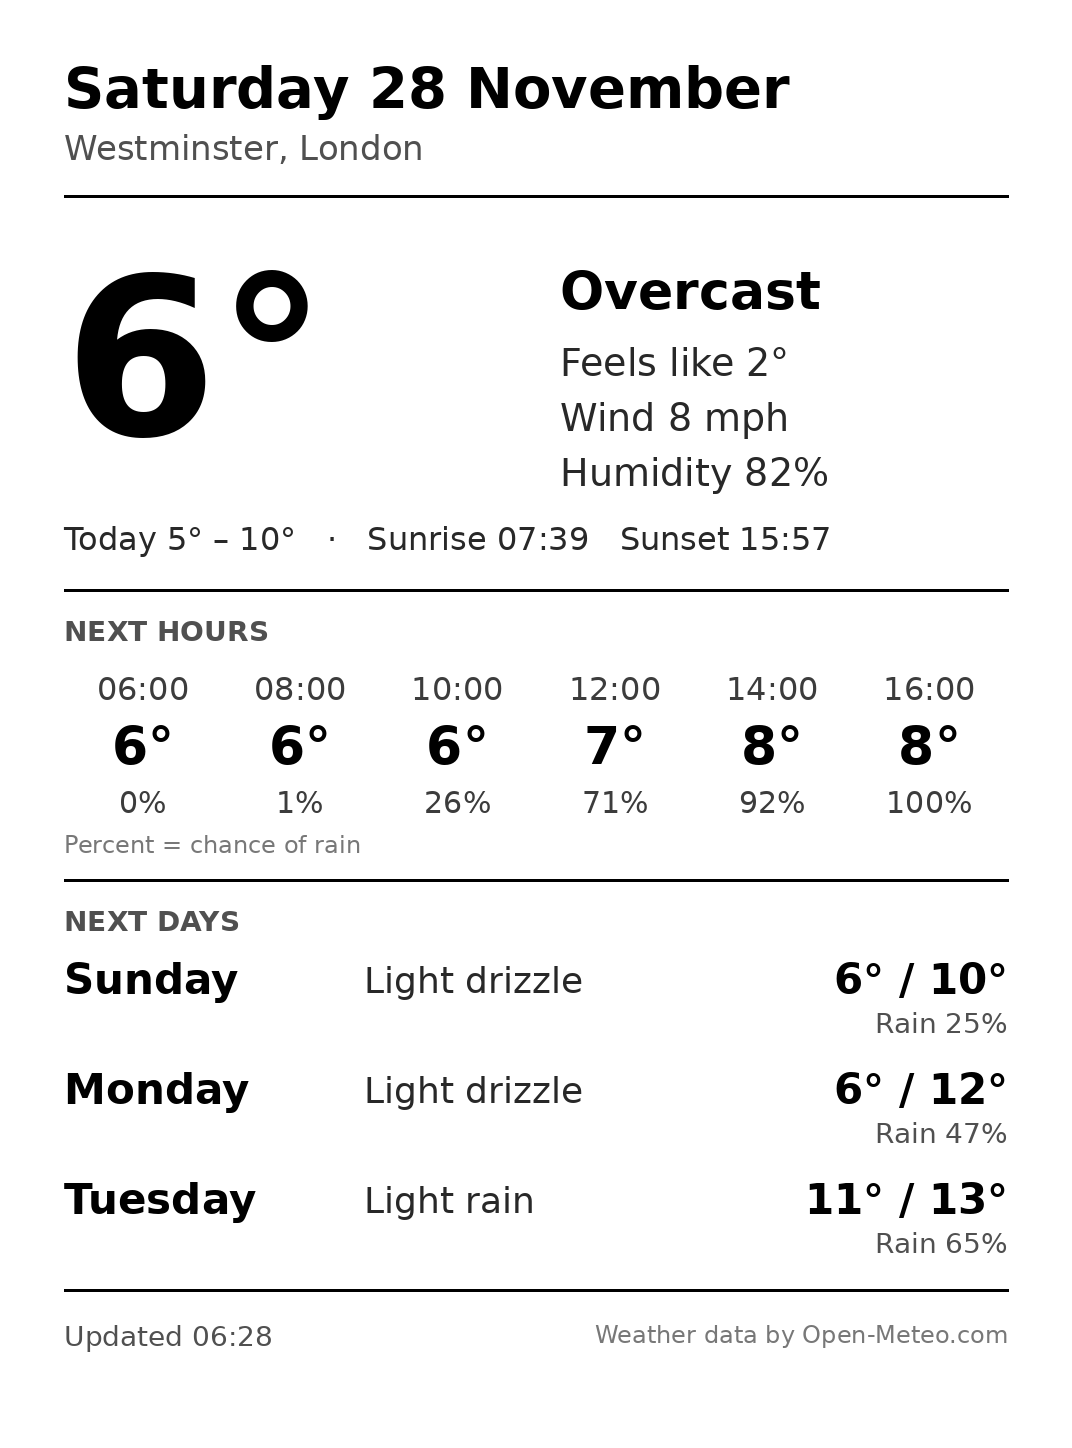 Saturday 28 November
Westminster, London
6°
Overcast
Feels like 2°
Wind 8 mph
Humidity 82%
Today 5° – 10° · Sunrise 07:39 Sunset 15:57
NEXT HOURS
06:00 08:00 10:00 12:00 14:00 16:00
6° 6° 6° 7° 8° 8°
0% 1% 26% 71% 92% 100%
Percent = chance of rain
NEXT DAYS
Sunday Light drizzle 6° / 10°
Rain 25%
Monday Light drizzle 6° / 12°
Rain 47%
Tuesday Light rain 11° / 13°
Rain 65%
Updated 06:28 Weather data by Open-Meteo.com